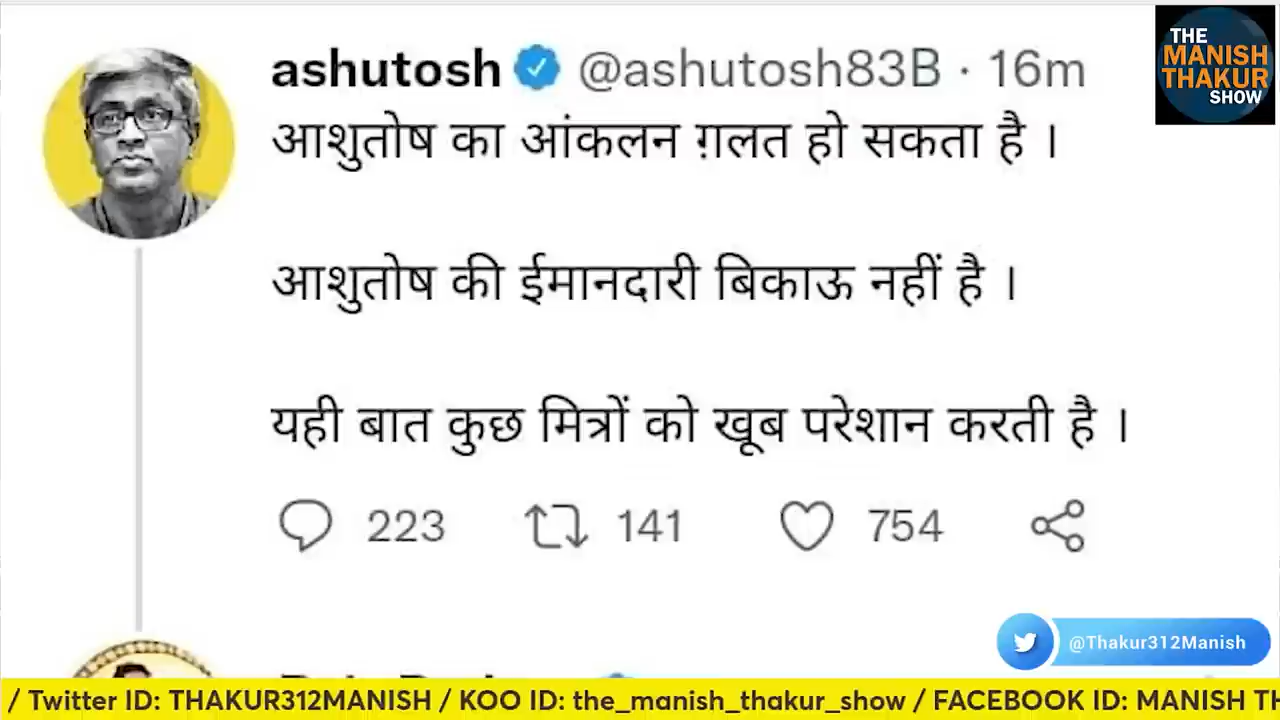 ashutosh @ashutosh83B · 16m
THE
MANISH
THAKUR
SHOW
आशुतोष का आंकलन ग़लत हो सकता है ।
आशुतोष की ईमानदारी बिकाऊ नहीं है ।
यही बात कुछ मित्रों को खूब परेशान करती है ।
223 141 754
@Thakur312Manish
/ Twitter ID: THAKUR312MANISH / KOO ID: the_manish_thakur_show / FACEBOOK ID: MANISH TH